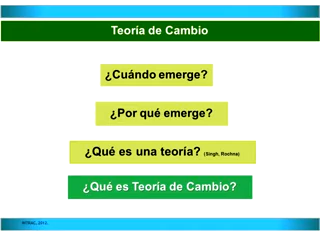 Teoría de Cambio
¿Cuándo emerge?
¿Por qué emerge?
¿Qué es una teoría? (Singh, Rochna)
¿Qué es Teoría de Cambio?